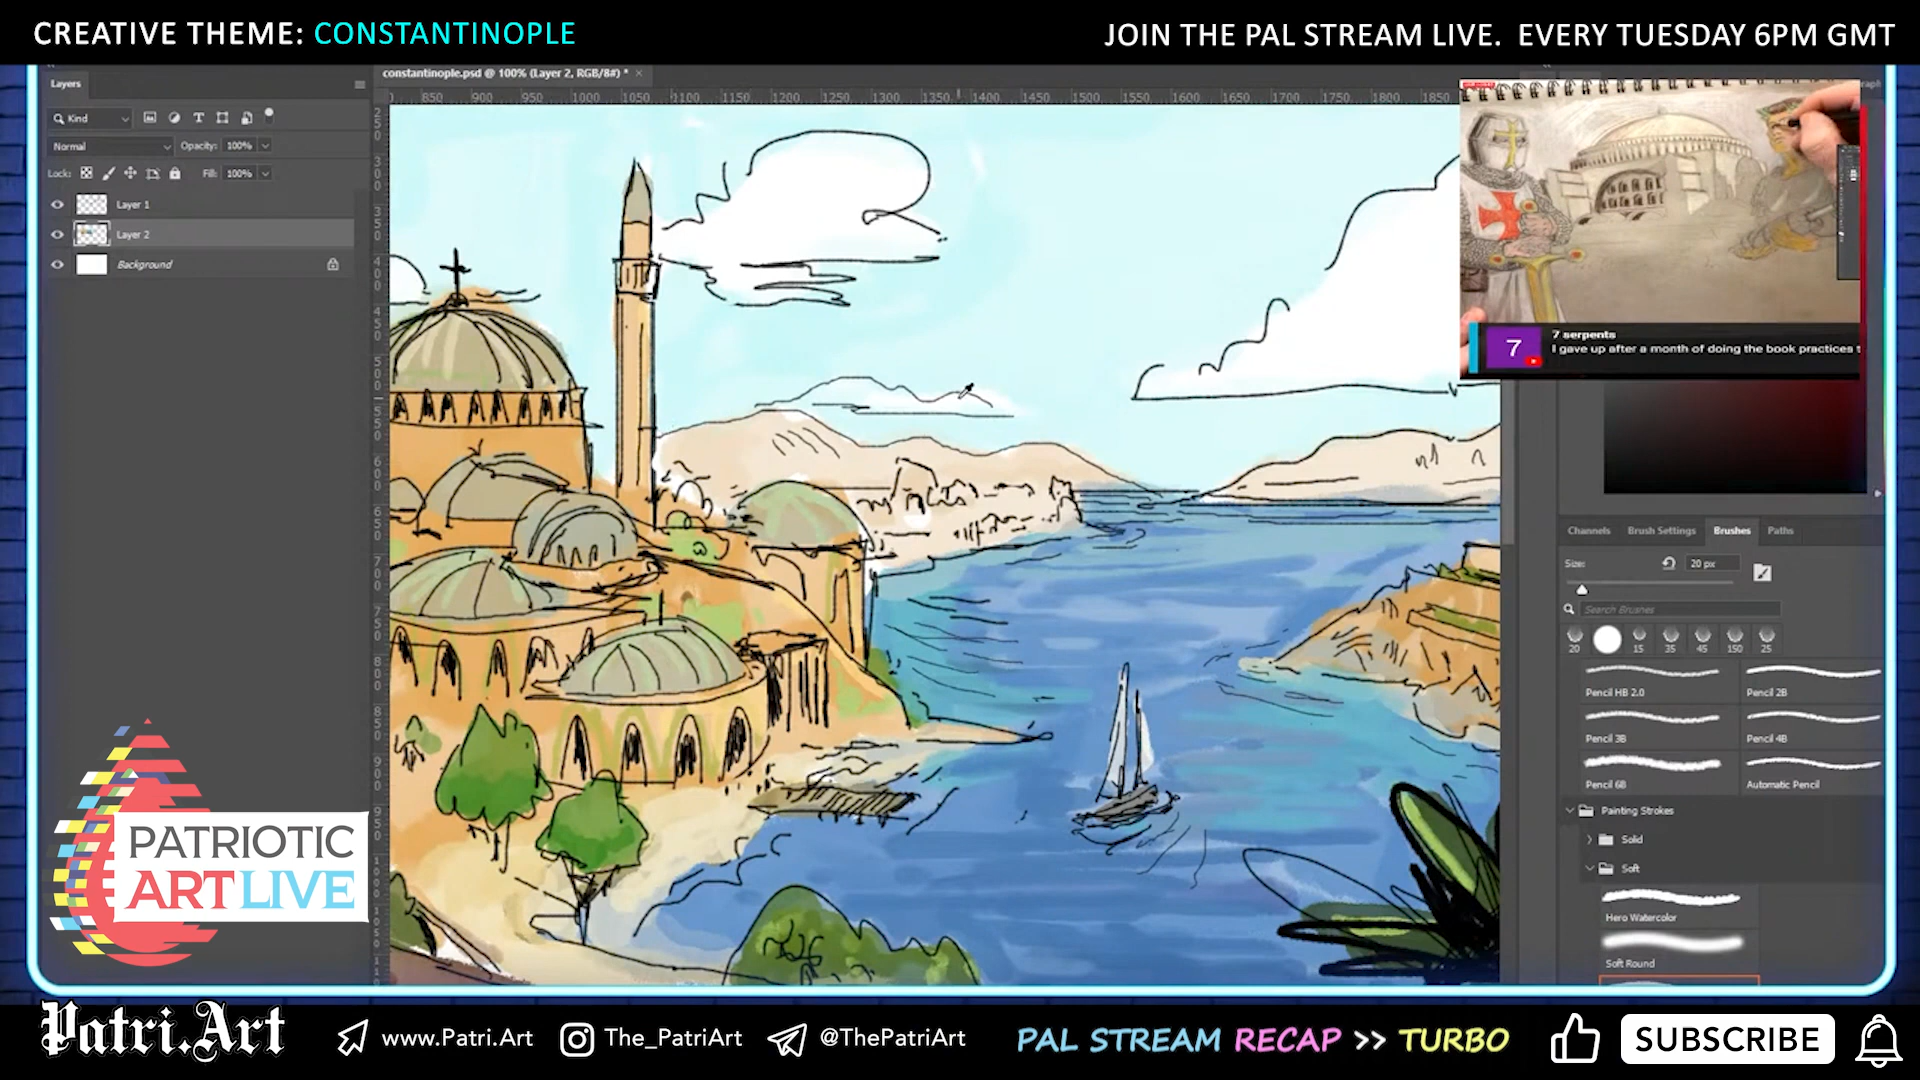 CREATIVE THEME: CONSTANTINOPLE
JOIN THE PAL STREAM LIVE. EVERY TUESDAY 6PM GMT
Layers
constantinople.psd @ 100% (Layer 2, RGB/8#) *
850 900 950 1000 1050 1100 1150 1200 1250 1300 1350 1400 1450 1500 1550 1600 1650 1700 1750 1800 1850
Kind
Normal
Opacity: 100%
Lock:
Fill: 100%
Layer 1
Layer 2
Background
7
7 serpents
I gave up after a month of doing the book practices
Channels Brush Settings Brushes Paths
Size: 20 px
Search Brushes
20 15 35 45 150 25
Pencil HB 2.0 Pencil 2B
Pencil 3B Pencil 4B
Pencil 6B Automatic Pencil
Painting Strokes
Solid
Soft
Hero Watercolor
Soft Round
PATRIOTIC
ARTLIVE
Patri.Art
www.Patri.Art
The_PatriArt
@ThePatriArt
PAL STREAM RECAP >> TURBO
SUBSCRIBE